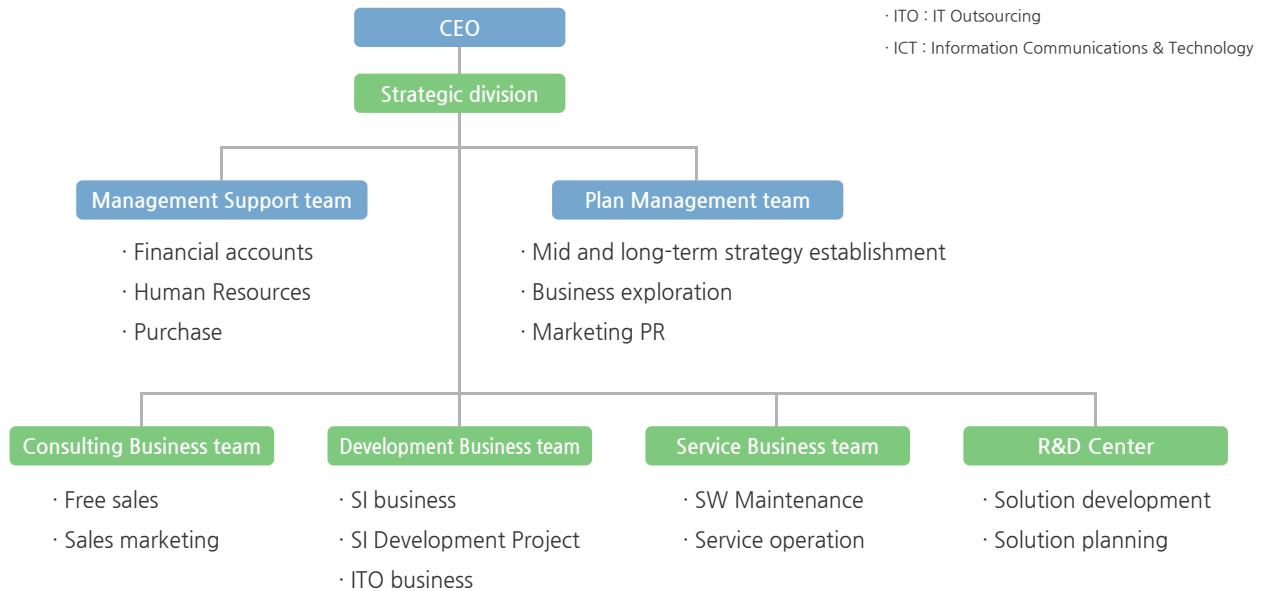 CEO
· ITO : IT Outsourcing
· ICT : Information Communications & Technology
Strategic division
Management Support team
Plan Management team
· Financial accounts
· Human Resources
· Purchase
· Mid and long-term strategy establishment
· Business exploration
· Marketing PR
Consulting Business team
Development Business team
Service Business team
R&D Center
· Free sales
· Sales marketing
· SI business
· SI Development Project
· ITO business
· SW Maintenance
· Service operation
· Solution development
· Solution planning